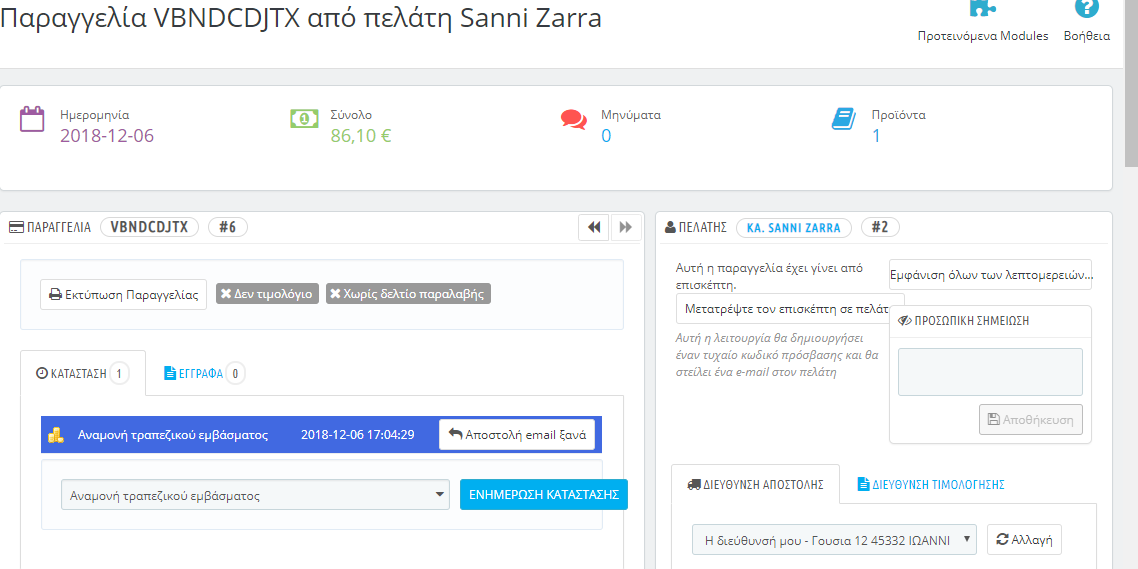 Παραγγελία VBNDCDJTX από πελάτη Sanni Zarra
Προτεινόμενα Modules
Βοήθεια
Ημερομηνία
2018-12-06
Σύνολο
86,10 €
Μηνύματα
0
Προϊόντα
1
ΠΑΡΑΓΓΕΛΙΑ VBNDCDJTX #6
Εκτύπωση Παραγγελίας
Δεν τιμολόγιο
Χωρίς δελτίο παραλαβής
ΚΑΤΑΣΤΑΣΗ 1
ΕΓΓΡΑΦΑ 0
Αναμονή τραπεζικού εμβάσματος 2018-12-06 17:04:29 Αποστολή email ξανά
Αναμονή τραπεζικού εμβάσματος
ΕΝΗΜΕΡΩΣΗ ΚΑΤΑΣΤΑΣΗΣ
ΠΕΛΑΤΗΣ ΚΑ. SANNI ZARRA #2
Αυτή η παραγγελία έχει γίνει από
επισκέπτη.
Μετατρέψτε τον επισκέπτη σε πελάτ
Αυτή η λειτουργία θα δημιουργήσει
έναν τυχαίο κωδικό πρόσβασης και θα
στείλει ένα e-mail στον πελάτη
Εμφάνιση όλων των λεπτομερειών...
ΠΡΟΣΩΠΙΚΗ ΣΗΜΕΙΩΣΗ
Αποθήκευση
ΔΙΕΥΘΥΝΣΗ ΑΠΟΣΤΟΛΗΣ
ΔΙΕΥΘΥΝΣΗ ΤΙΜΟΛΟΓΗΣΗΣ
Η διεύθυνσή μου - Γουσια 12 45332 ΙΩΑΝΝΙ
Αλλαγή